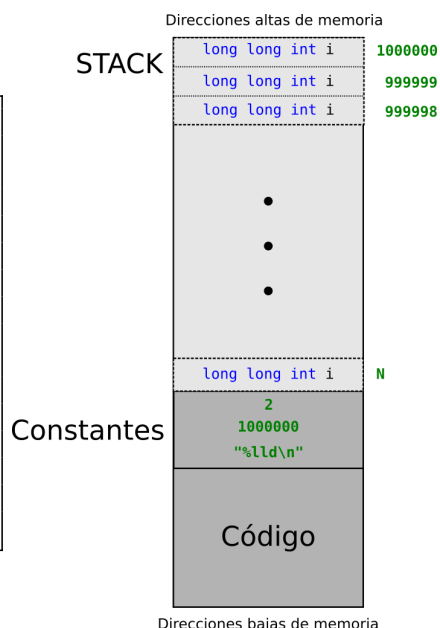 Direcciones altas de memoria
STACK
long long int i 1000000
long long int i 999999
long long int i 999998
long long int i N
Constantes
2
1000000
"%lld\n"
Código
Direcciones bajas de memoria